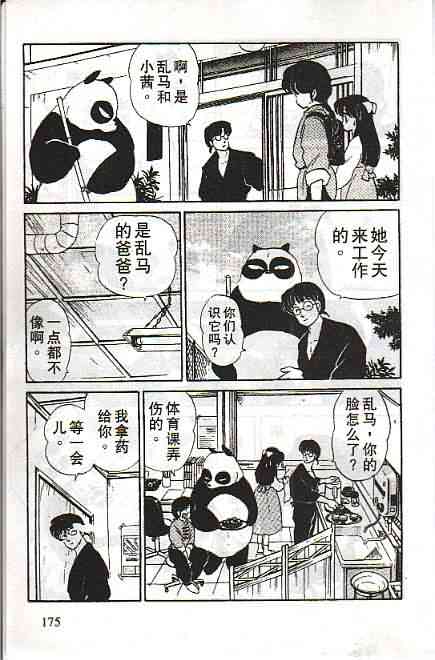 啊，是
乱马和
小茜。
她今天
来工作
的。
你们认
识它吗？
是乱马
的爸爸？
一点都不
像啊。
乱马，你的
脸怎么了？
体育课弄
伤的。
我拿药
给你。
等一会
儿。
175